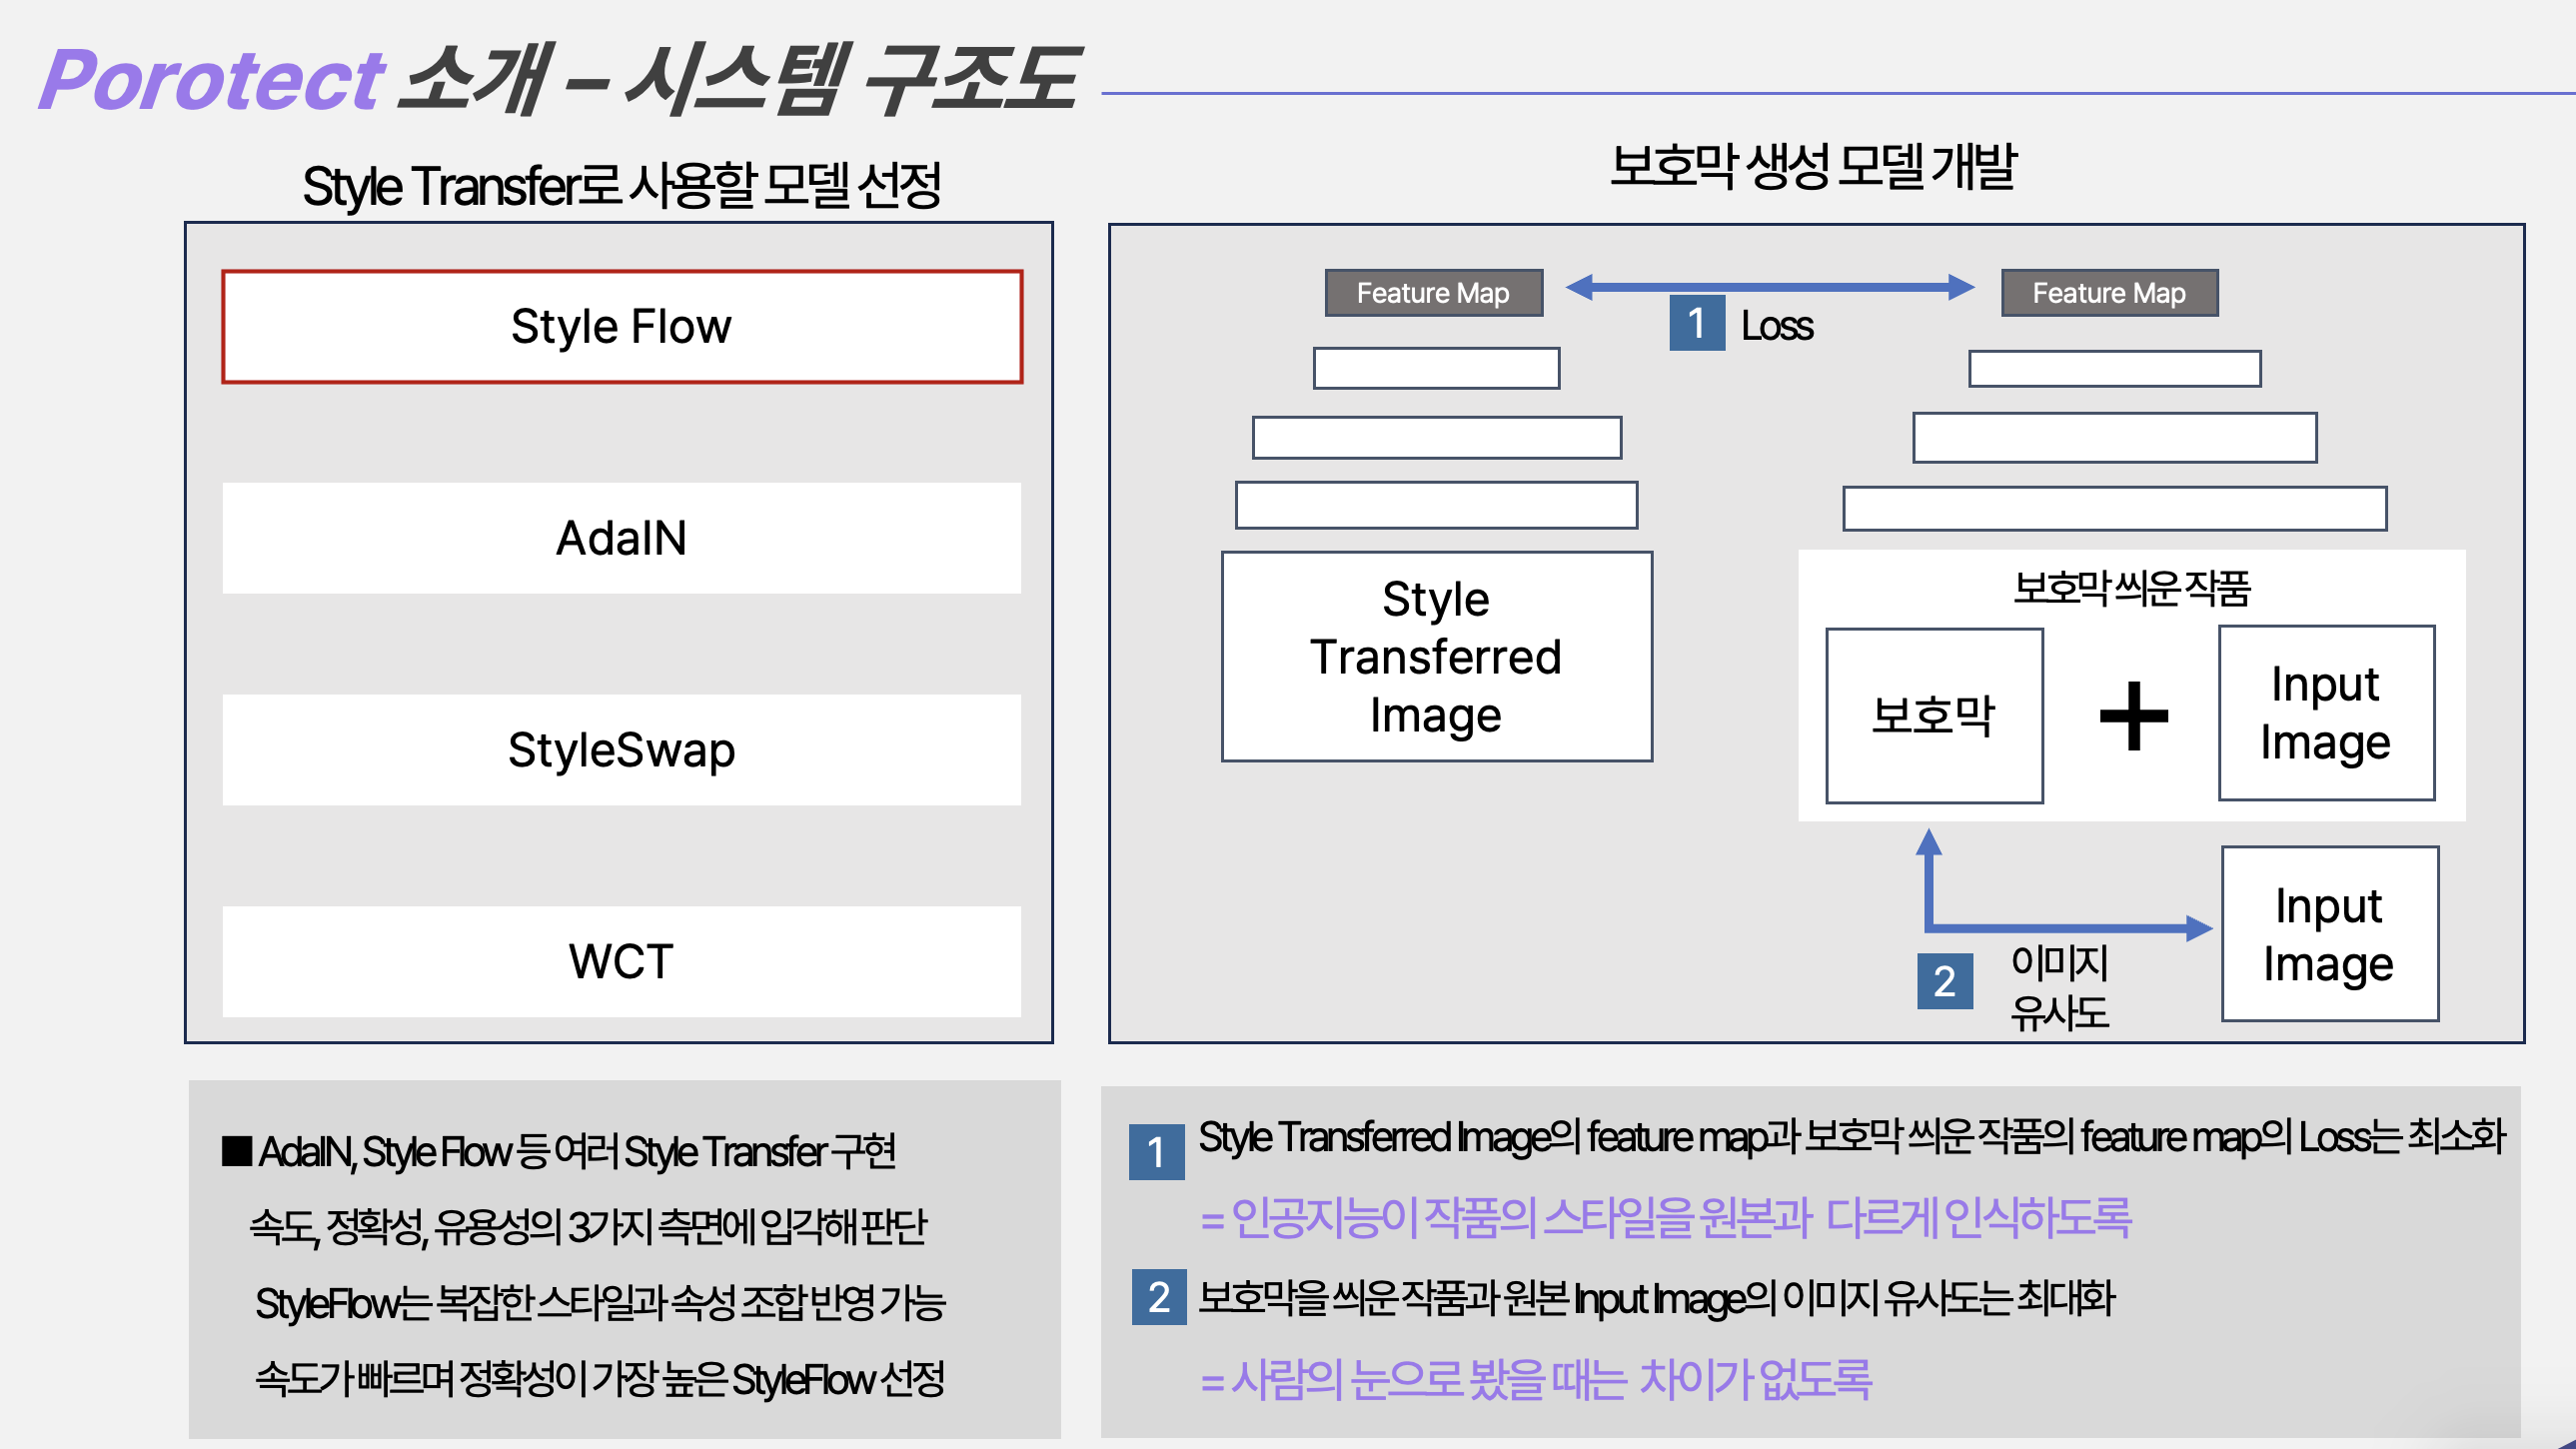 Porotect 소개 – 시스템 구조도
Style Transfer로 사용할 모델 선정
Style Flow
AdaIN
StyleSwap
WCT
■ AdaIN, Style Flow 등 여러 Style Transfer 구현
속도, 정확성, 유용성의 3가지 측면에 입각해 판단
StyleFlow는 복잡한 스타일과 속성 조합 반영 가능
속도가 빠르며 정확성이 가장 높은 StyleFlow 선정
보호막 생성 모델 개발
Feature Map
Feature Map
1 Loss
Style
Transferred
Image
보호막 씌운 작품
보호막
+
Input
Image
Input
Image
2 이미지
유사도
1 Style Transferred Image의 feature map과 보호막 씌운 작품의 feature map의 Loss는 최소화
= 인공지능이 작품의 스타일을 원본과 다르게 인식하도록
2 보호막을 씌운 작품과 원본 Input Image의 이미지 유사도는 최대화
= 사람의 눈으로 봤을 때는 차이가 없도록